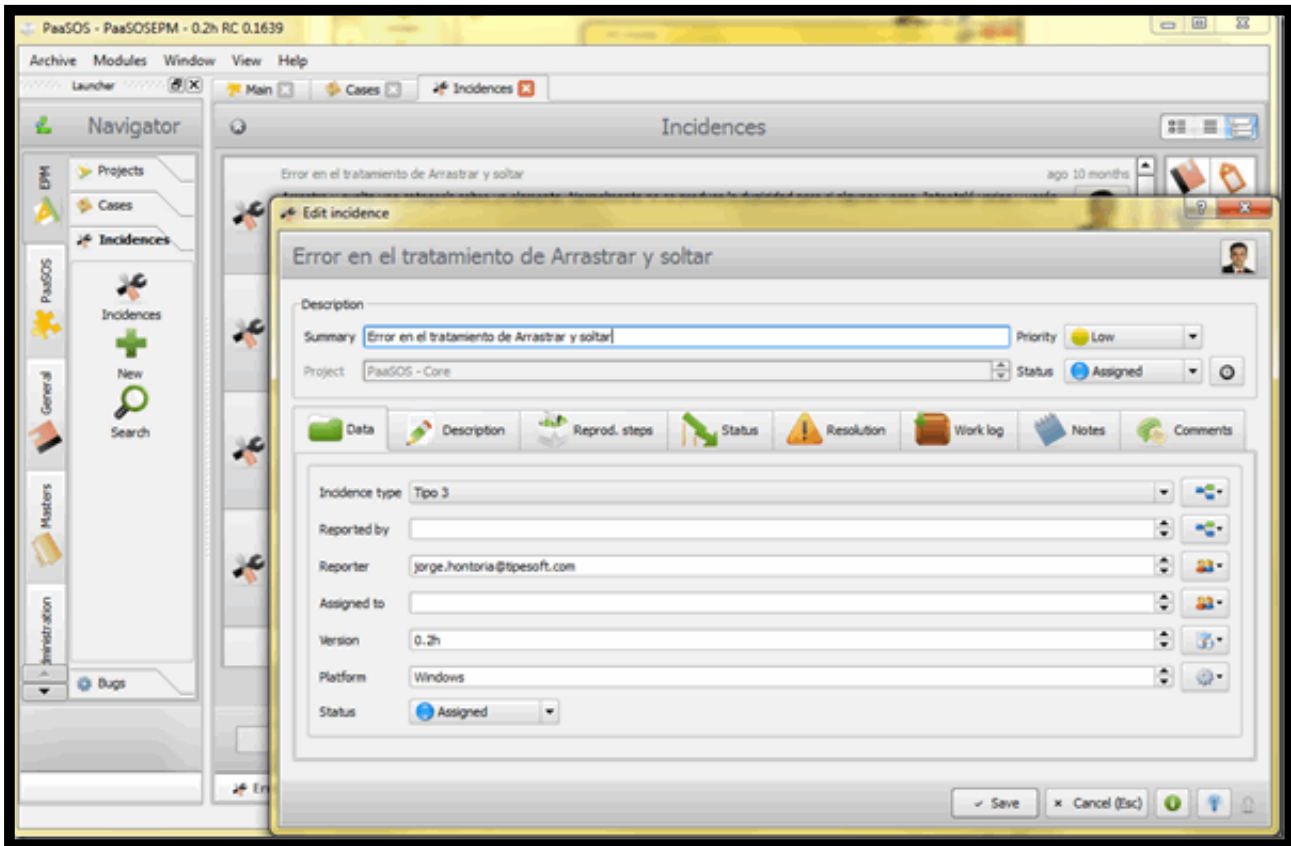 PaaSOS - PaaSOSEPM - 0.2h RC 0.1639
Archive Modules Window View Help
Launcher
Main
Cases
Incidences
Navigator
Incidences
EPM
PaaSOS
General
Masters
dministration
Projects
Cases
Incidences
Incidences
New
Search
Bugs
Error en el tratamiento de Arrastrar y soltar
ago 10 months
Edit incidence
Error en el tratamiento de Arrastrar y soltar
Description
Summary Error en el tratamiento de Arrastrar y soltar
Priority Low
Project PaaSOS - Core
Status Assigned
Data
Description
Reprod. steps
Status
Resolution
Work log
Notes
Comments
Incidence type Tipo 3
Reported by
Reporter jorge.hontoria@tipesoft.com
Assigned to
Version 0.2h
Platform Windows
Status Assigned
Save
Cancel (Esc)